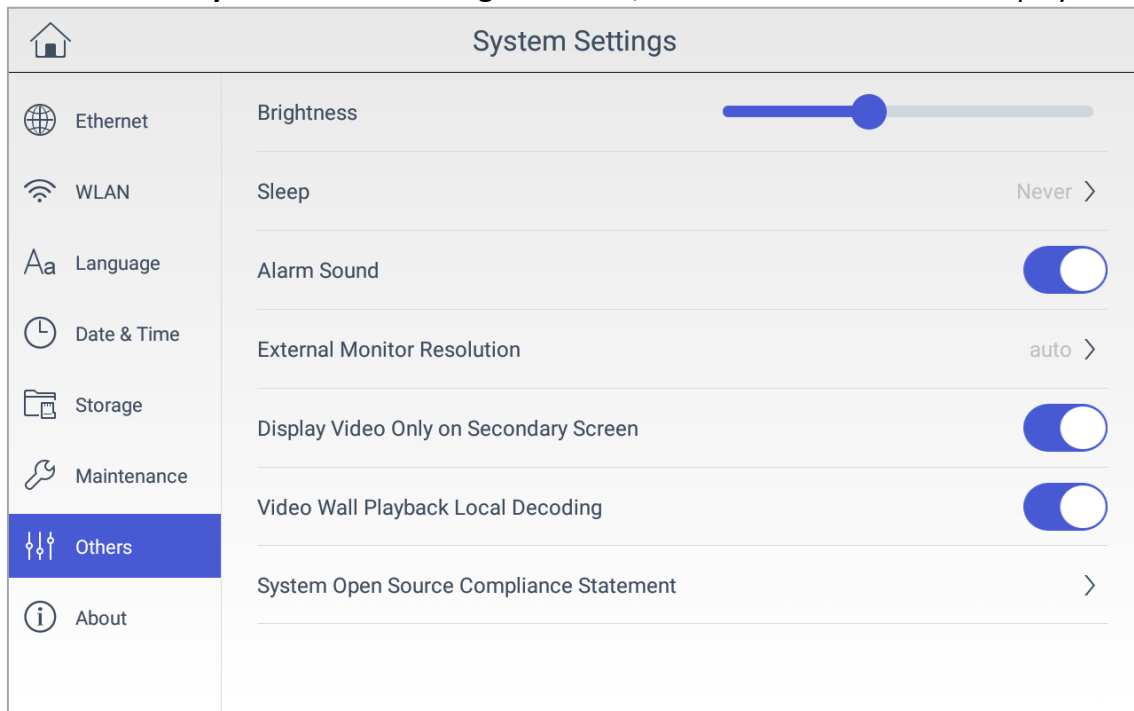 System Settings
Ethernet
WLAN
Aa Language
Date & Time
Storage
Maintenance
Others
About
Brightness
Sleep Never
Alarm Sound
External Monitor Resolution auto
Display Video Only on Secondary Screen
Video Wall Playback Local Decoding
System Open Source Compliance Statement